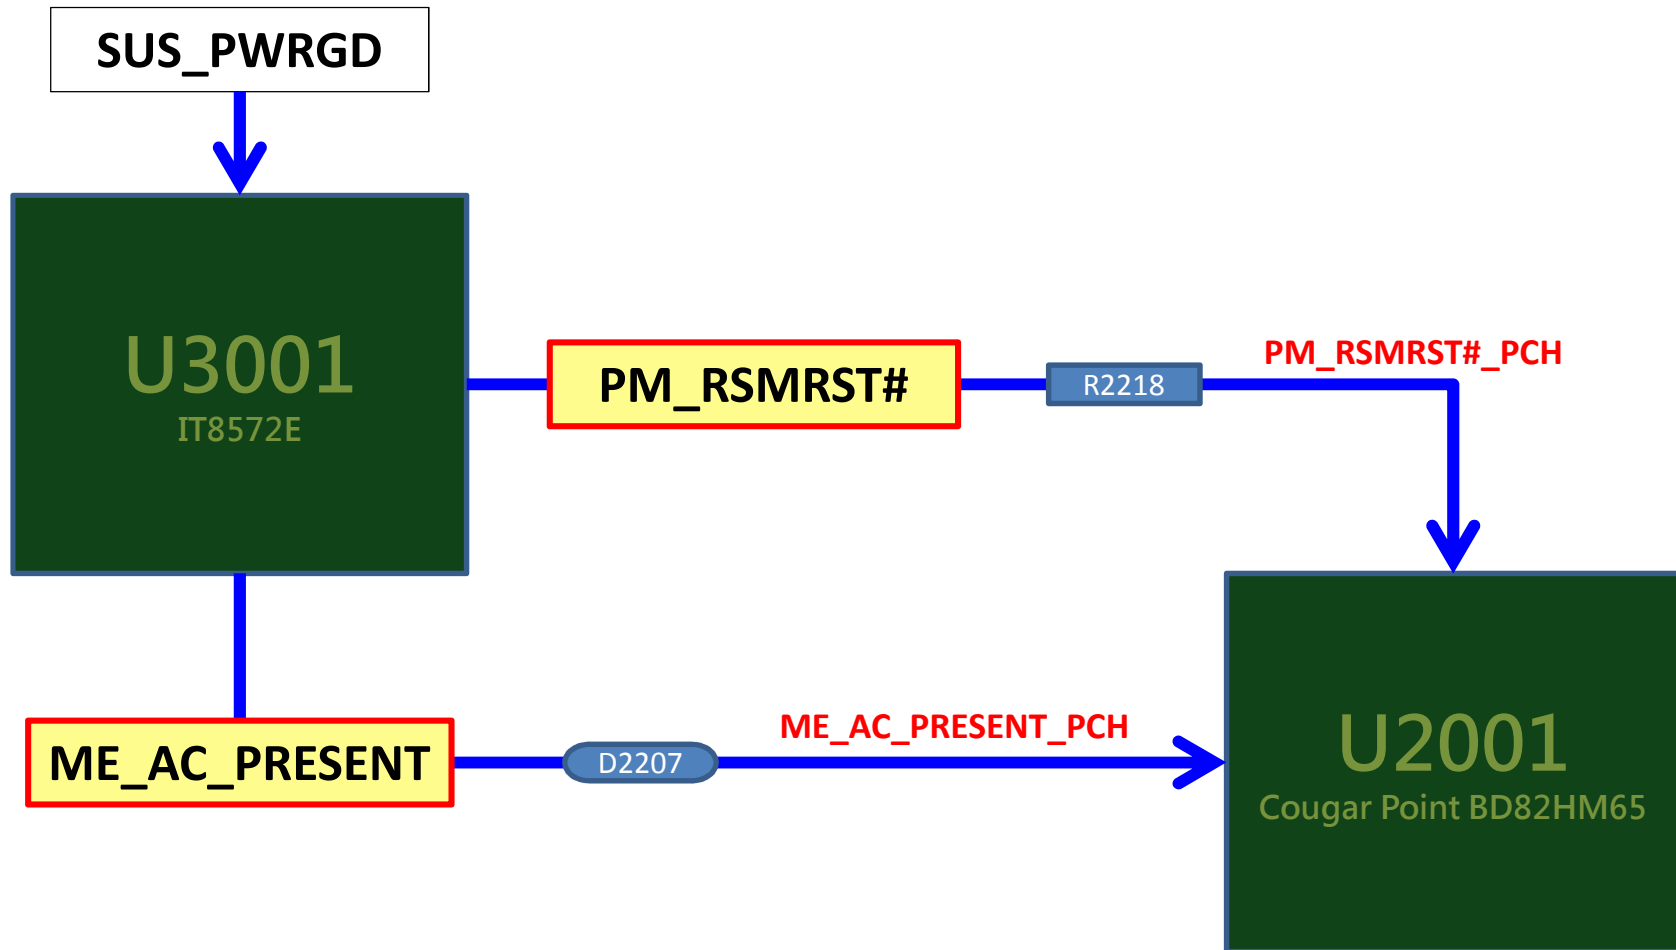 SUS_PWRGD
U3001
IT8572E
PM_RSMRST#
R2218
PM_RSMRST#_PCH
ME_AC_PRESENT
D2207
ME_AC_PRESENT_PCH
U2001
Cougar Point BD82HM65